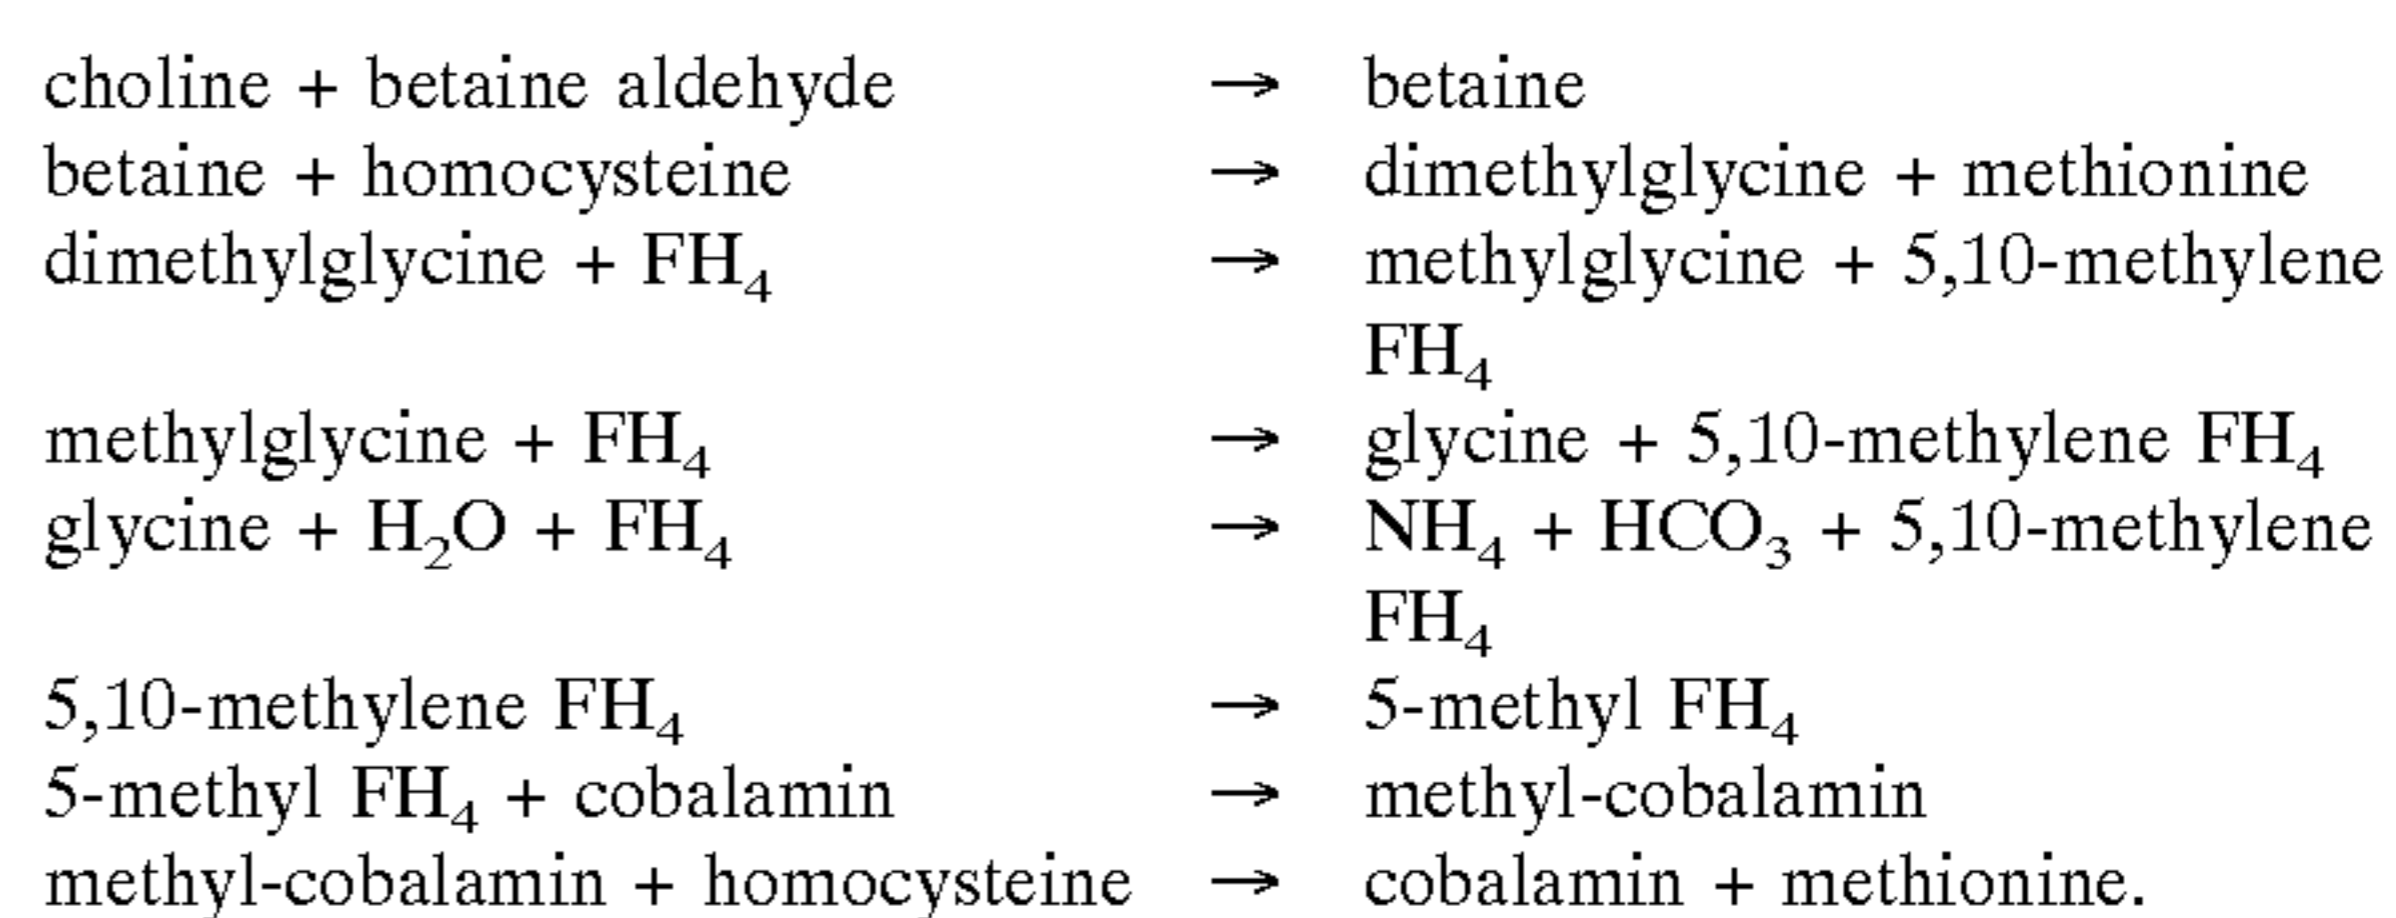 choline + betaine aldehyde → betaine
betaine + homocysteine → dimethylglycine + methionine
dimethylglycine + FH₄ → methylglycine + 5,10-methylene
FH₄
methylglycine + FH₄ → glycine + 5,10-methylene FH₄
glycine + H₂O + FH₄ → NH₄ + HCO₃ + 5,10-methylene
FH₄
5,10-methylene FH₄ → 5-methyl FH₄
5-methyl FH₄ + cobalamin → methyl-cobalamin
methyl-cobalamin + homocysteine → cobalamin + methionine.